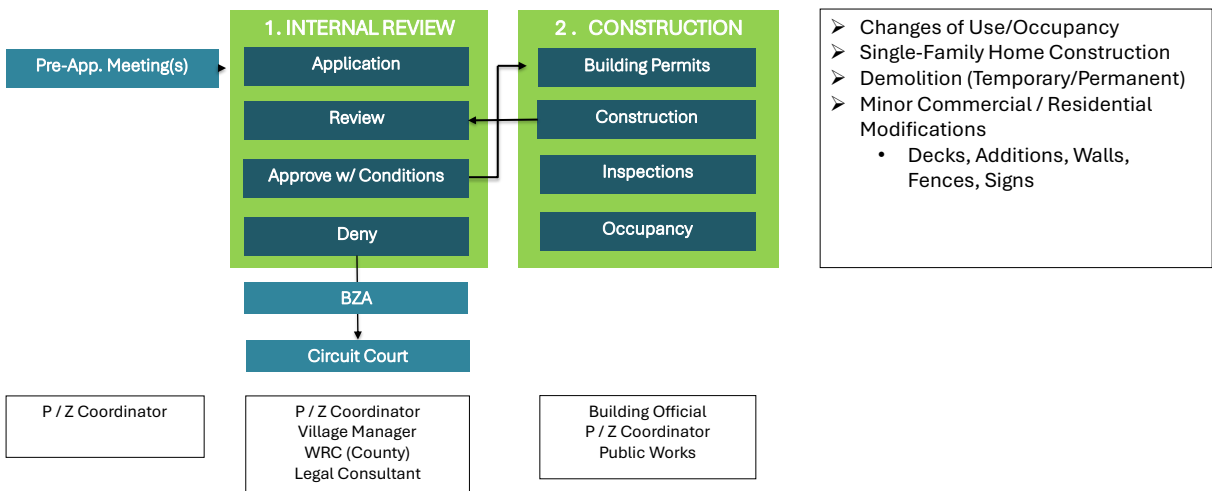 Pre-App. Meeting(s)
1. INTERNAL REVIEW
Application
Review
Approve w/ Conditions
Deny
BZA
Circuit Court
2 . CONSTRUCTION
Building Permits
Construction
Inspections
Occupancy
➢ Changes of Use/Occupancy
➢ Single-Family Home Construction
➢ Demolition (Temporary/Permanent)
➢ Minor Commercial / Residential
Modifications
• Decks, Additions, Walls,
Fences, Signs
P / Z Coordinator
P / Z Coordinator
Village Manager
WRC (County)
Legal Consultant
Building Official
P / Z Coordinator
Public Works